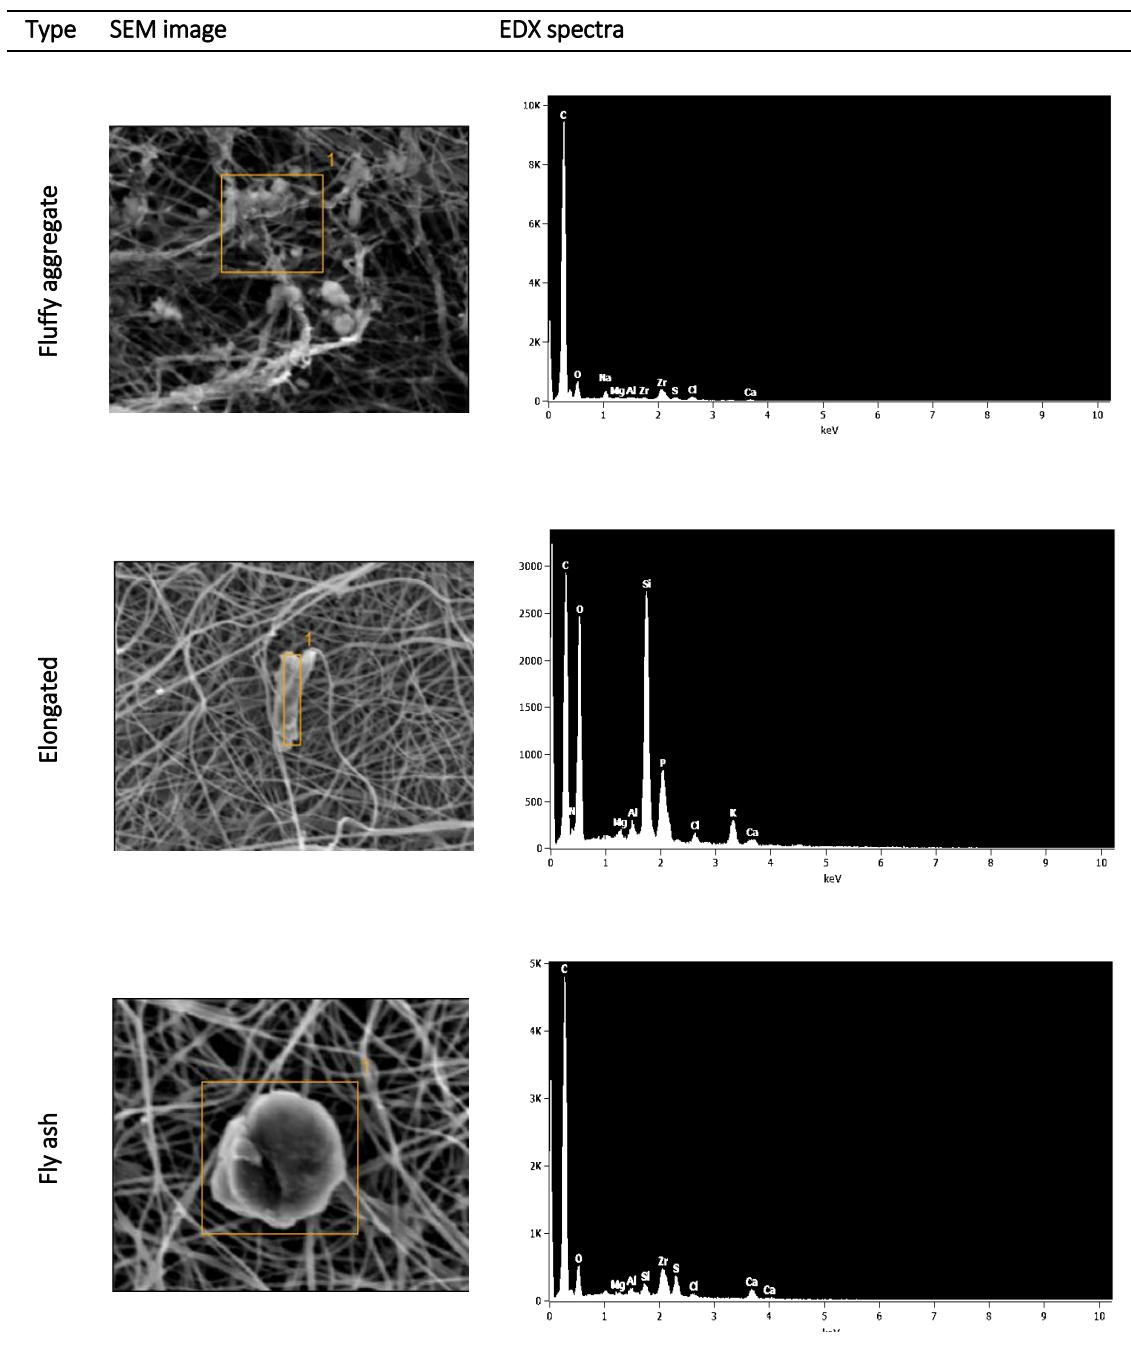 Type SEM image EDX spectra
Fluffy aggregate
1
10K
8K
6K
4K
2K
0
C
O
Na
Mg Al Zr
Zr
S
Cl
Ca
0 1 2 3 4 5 6 7 8 9 10
keV
Elongated
1
3000
2500
2000
1500
1000
500
0
C
N
O
Mg
Al
Si
P
Cl
K
Ca
0 1 2 3 4 5 6 7 8 9 10
keV
Fly ash
1
5K
4K
3K
2K
1K
0
C
O
Mg
Al
Si
Zr
S
Cl
Ca
Ca
0 1 2 3 4 5 6 7 8 9 10